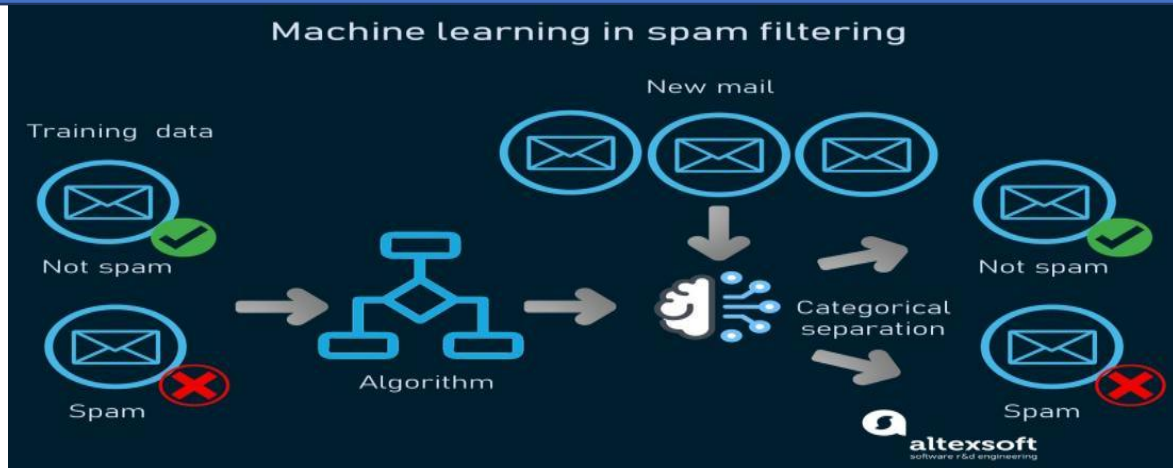 Machine learning in spam filtering
New mail
Training data
Not spam
Spam
Algorithm
Categorical
separation
Not spam
Spam
altexsoft
software r&d engineering